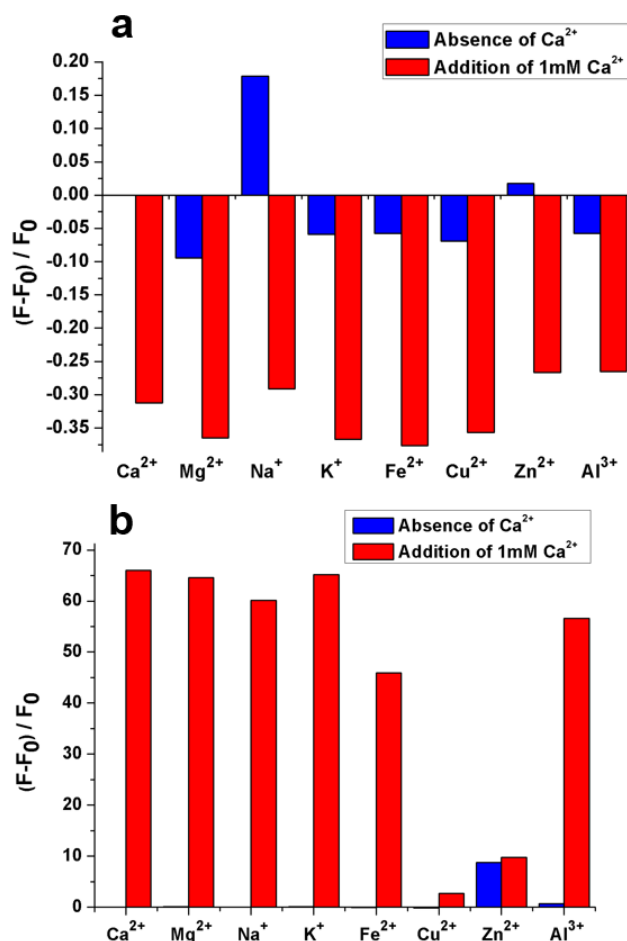 a
Absence of Ca²⁺
Addition of 1mM Ca²⁺
0.20
0.15
0.10
0.05
0.00
-0.05
-0.10
-0.15
-0.20
-0.25
-0.30
-0.35
(F-F₀) / F₀
Ca²⁺ Mg²⁺ Na⁺ K⁺ Fe²⁺ Cu²⁺ Zn²⁺ Al³⁺
b
Absence of Ca²⁺
Addition of 1mM Ca²⁺
70
60
50
40
30
20
10
0
(F-F₀) / F₀
Ca²⁺ Mg²⁺ Na⁺ K⁺ Fe²⁺ Cu²⁺ Zn²⁺ Al³⁺